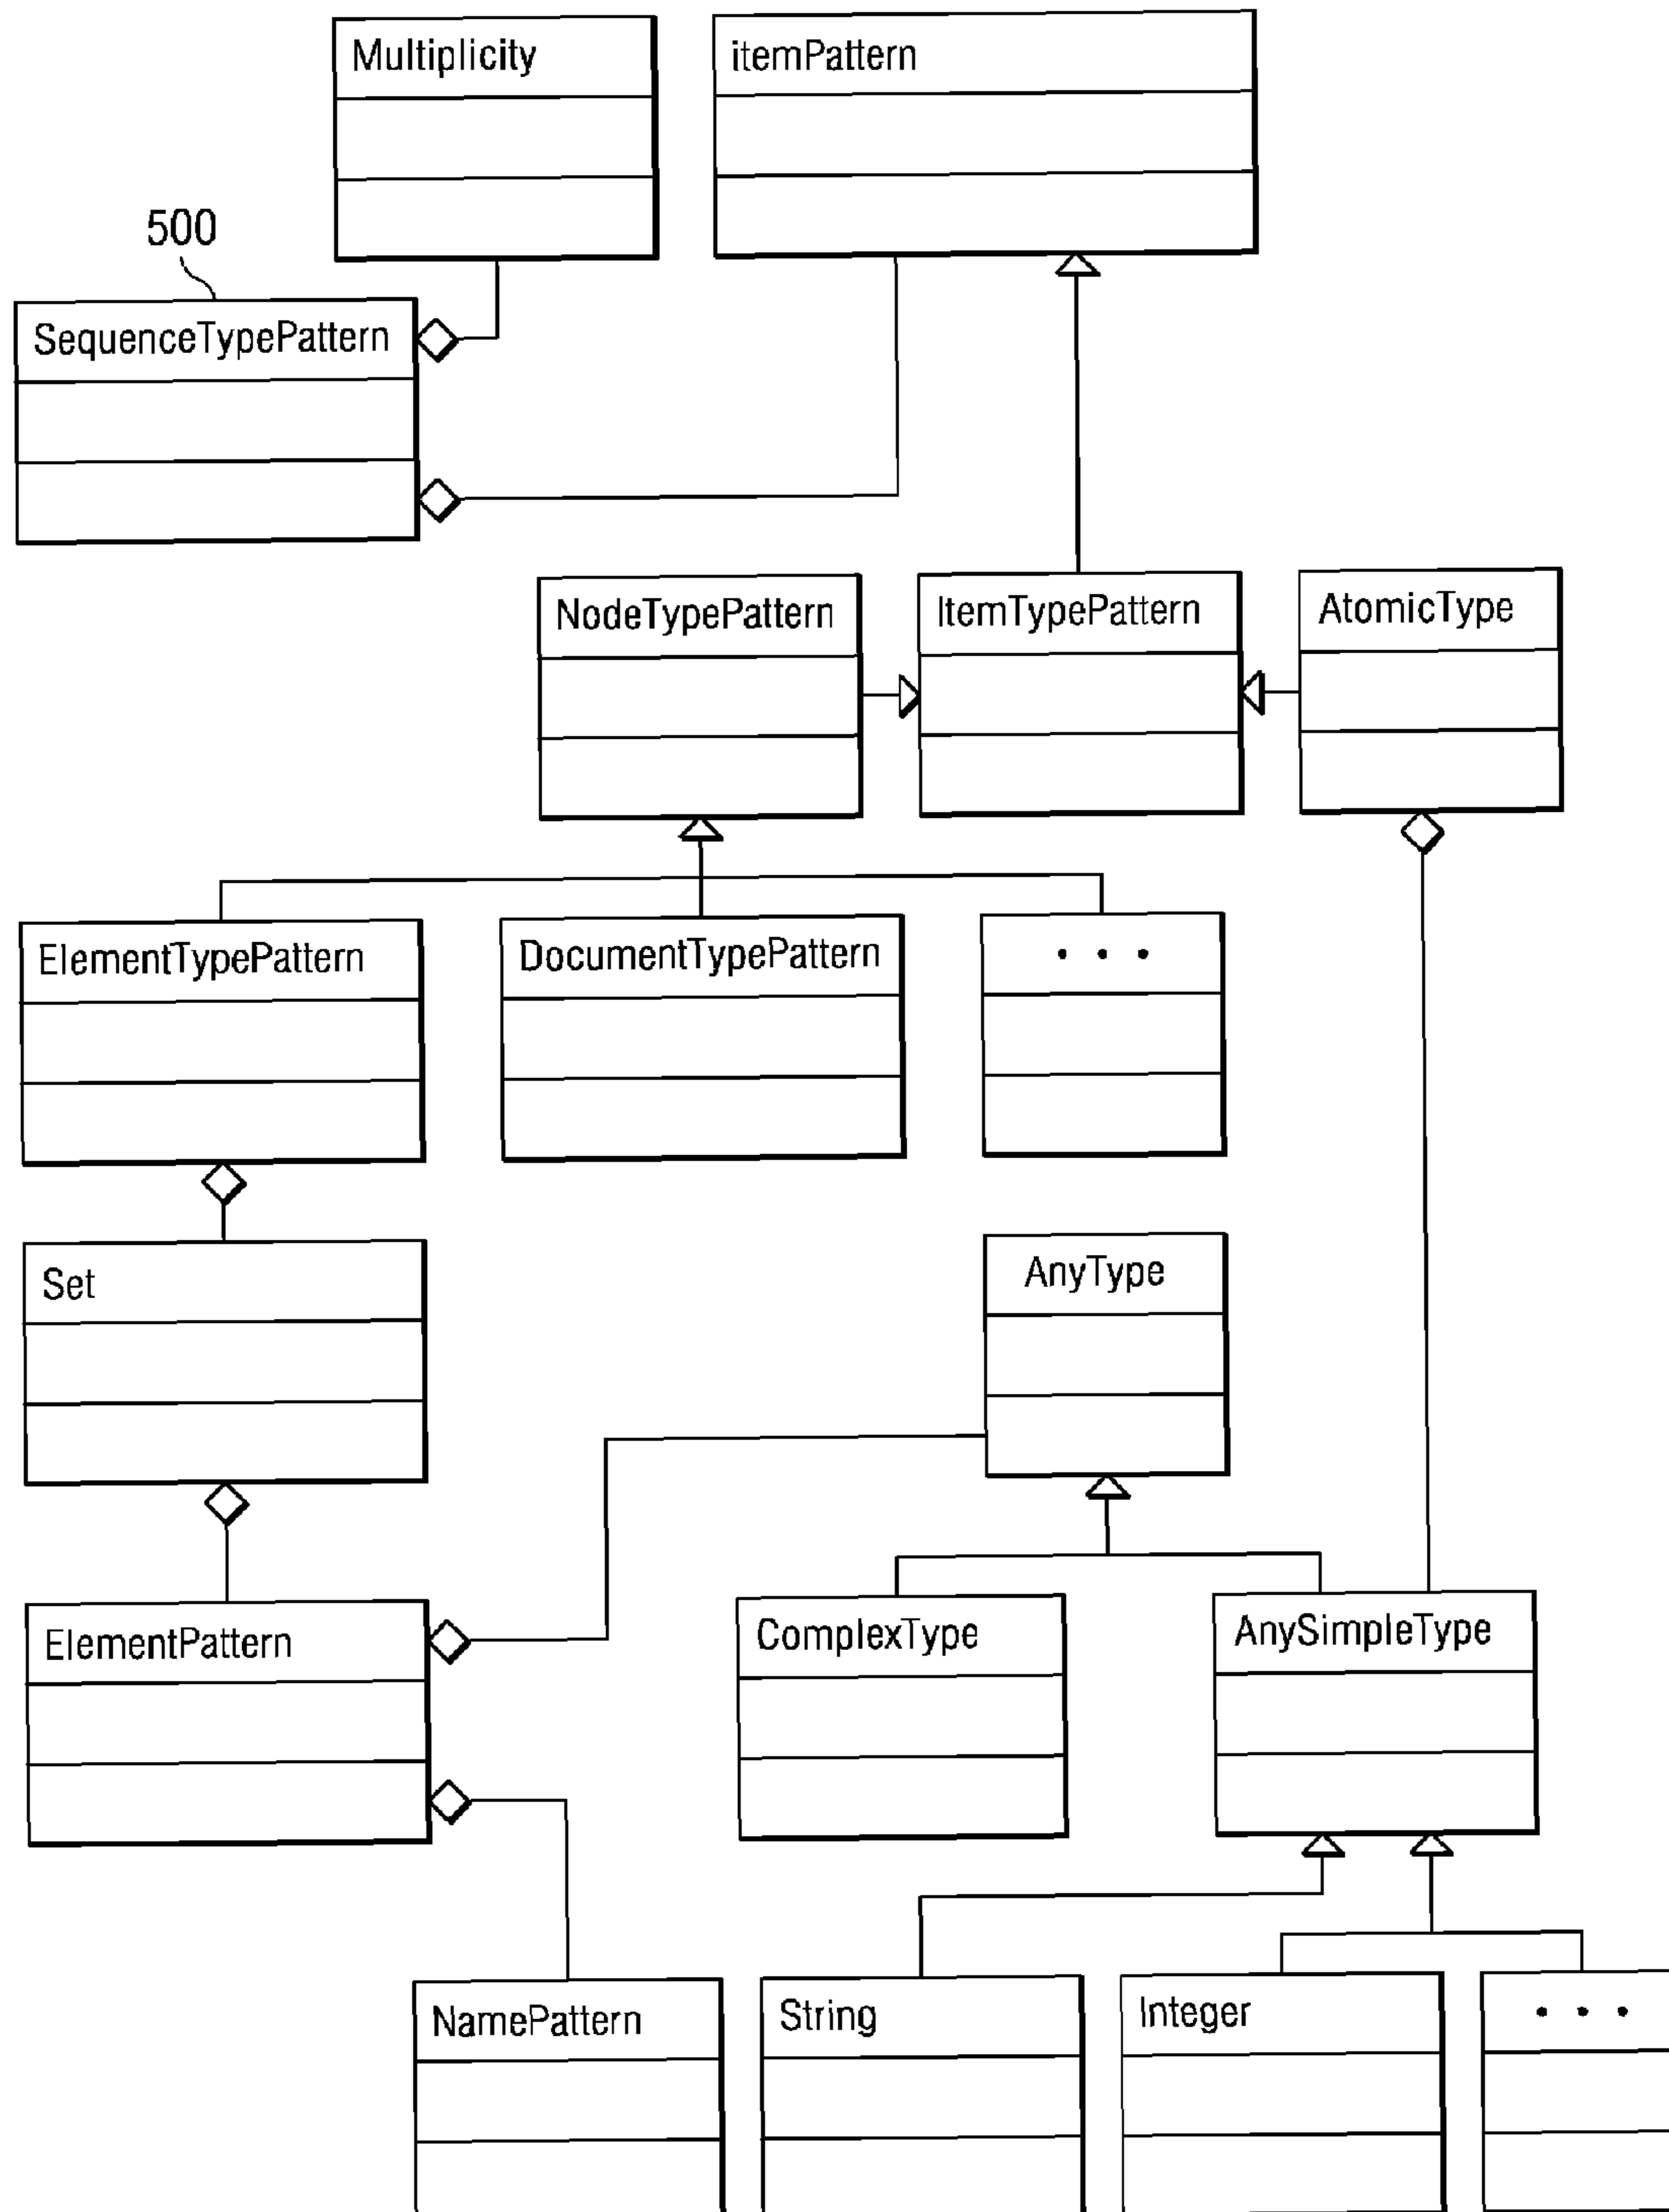 Multiplicity
itemPattern
500
SequenceTypePattern
NodeTypePattern
ItemTypePattern
AtomicType
ElementTypePattern
DocumentTypePattern
• • •
Set
AnyType
ElementPattern
ComplexType
AnySimpleType
NamePattern
String
Integer
• • •